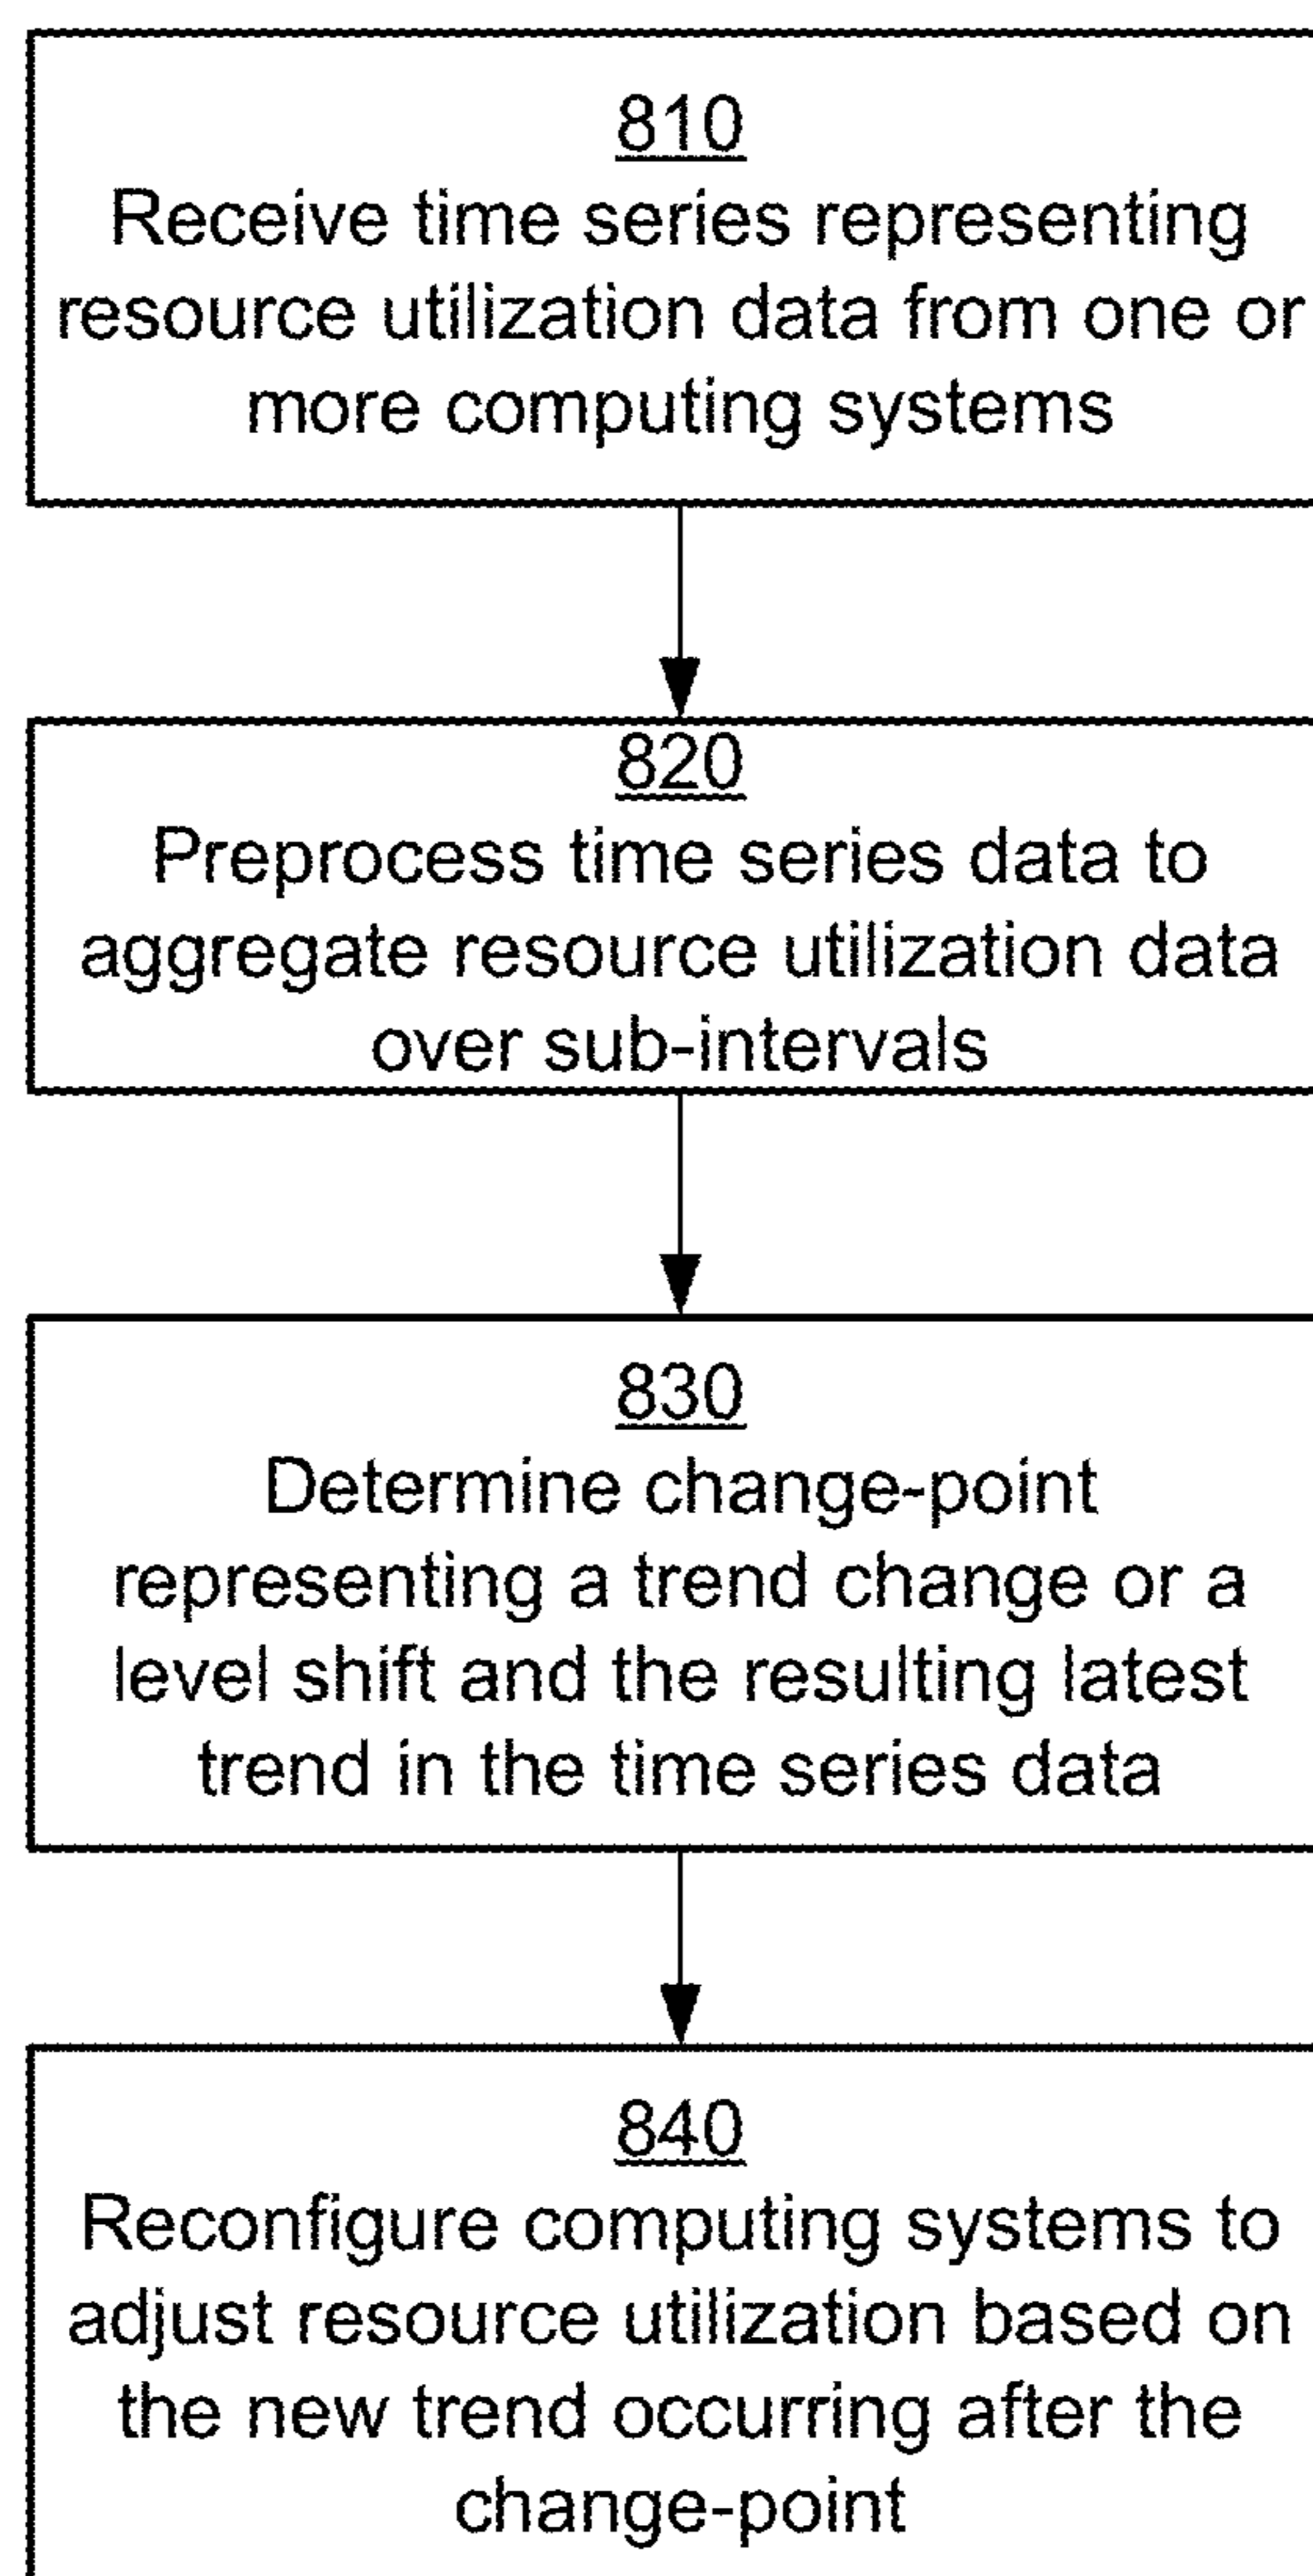 810
Receive time series representing
resource utilization data from one or
more computing systems
820
Preprocess time series data to
aggregate resource utilization data
over sub-intervals
830
Determine change-point
representing a trend change or a
level shift and the resulting latest
trend in the time series data
840
Reconfigure computing systems to
adjust resource utilization based on
the new trend occurring after the
change-point